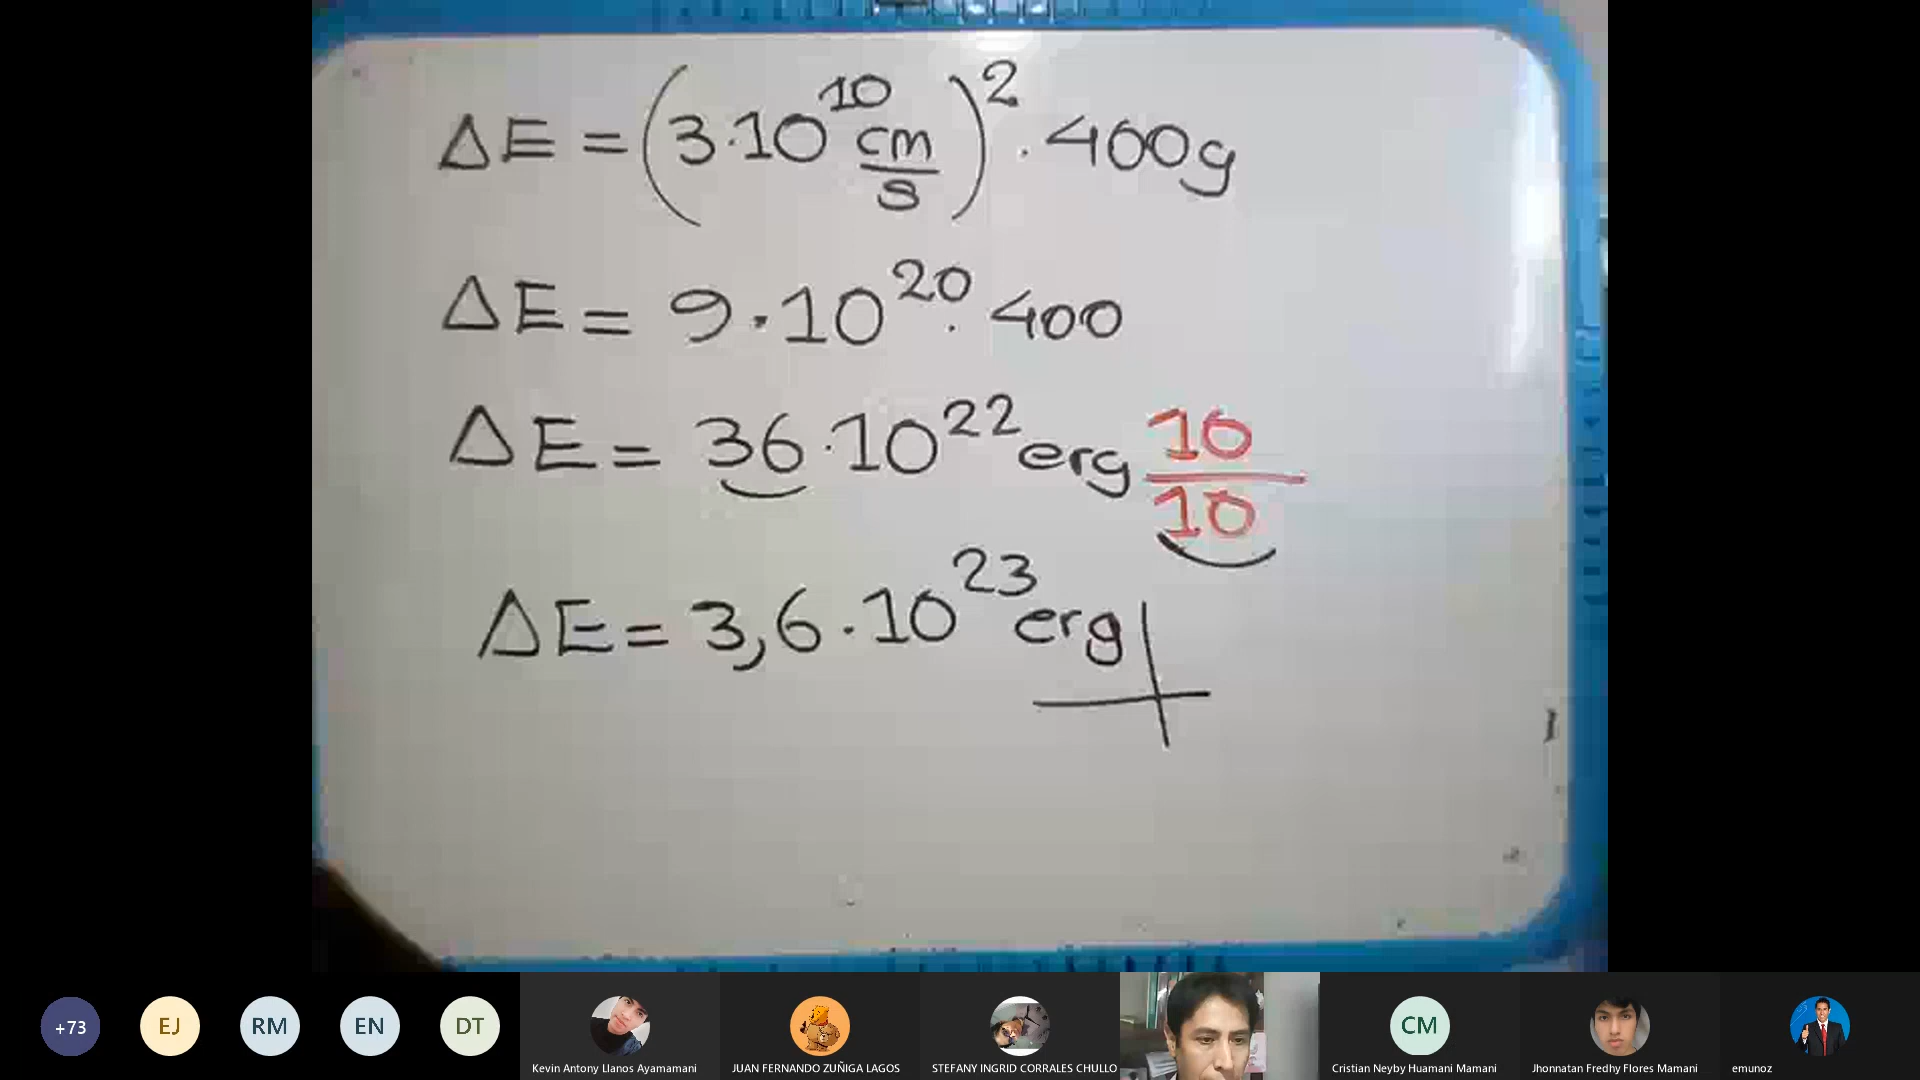 ΔE = (3·10^10 cm/s)^2 · 400g
ΔE = 9·10^20 · 400
ΔE = 36·10^22 erg 10/10
ΔE = 3,6·10^23 erg
+73
EJ
RM
EN
DT
Kevin Antony Llanos Ayamamani
JUAN FERNANDO ZUÑIGA LAGOS
STEFANY INGRID CORRALES CHULLO
CM
Cristian Neyby Huamani Mamani
Jhonnatan Fredhy Flores Mamani
emunoz